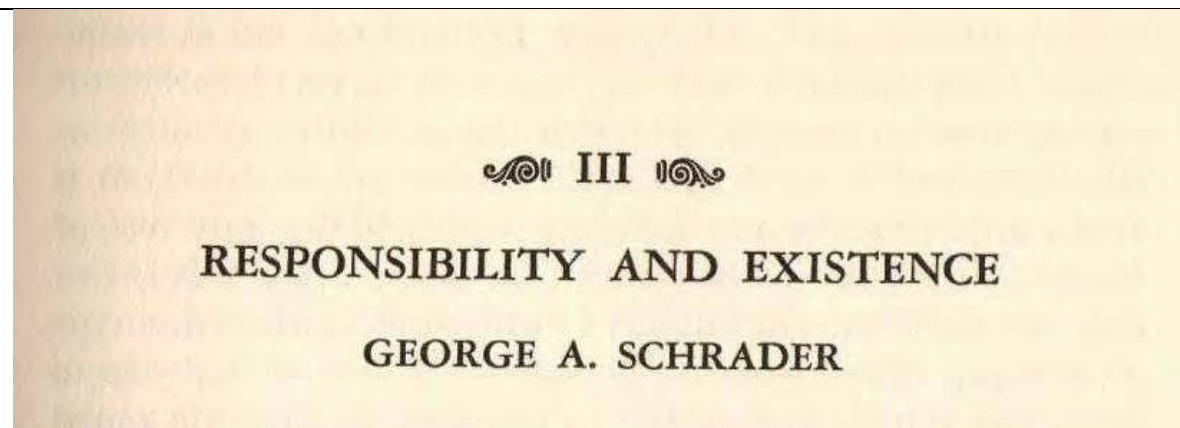 III
RESPONSIBILITY AND EXISTENCE
GEORGE A. SCHRADER